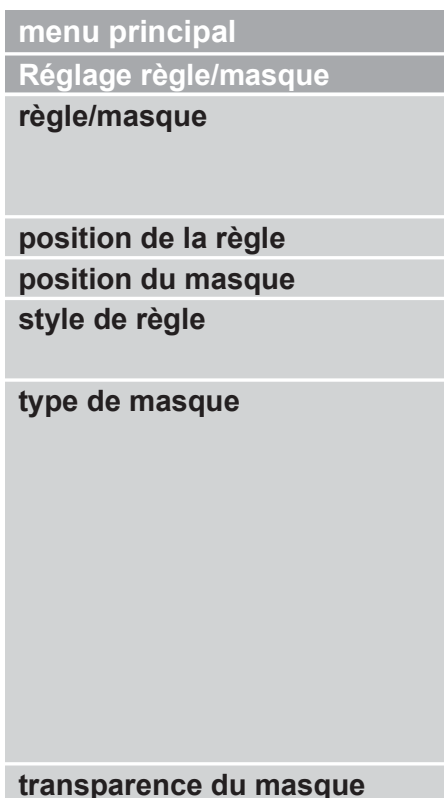 menu principal
Réglage règle/masque
règle/masque
position de la règle
position du masque
style de règle
type de masque
transparence du masque